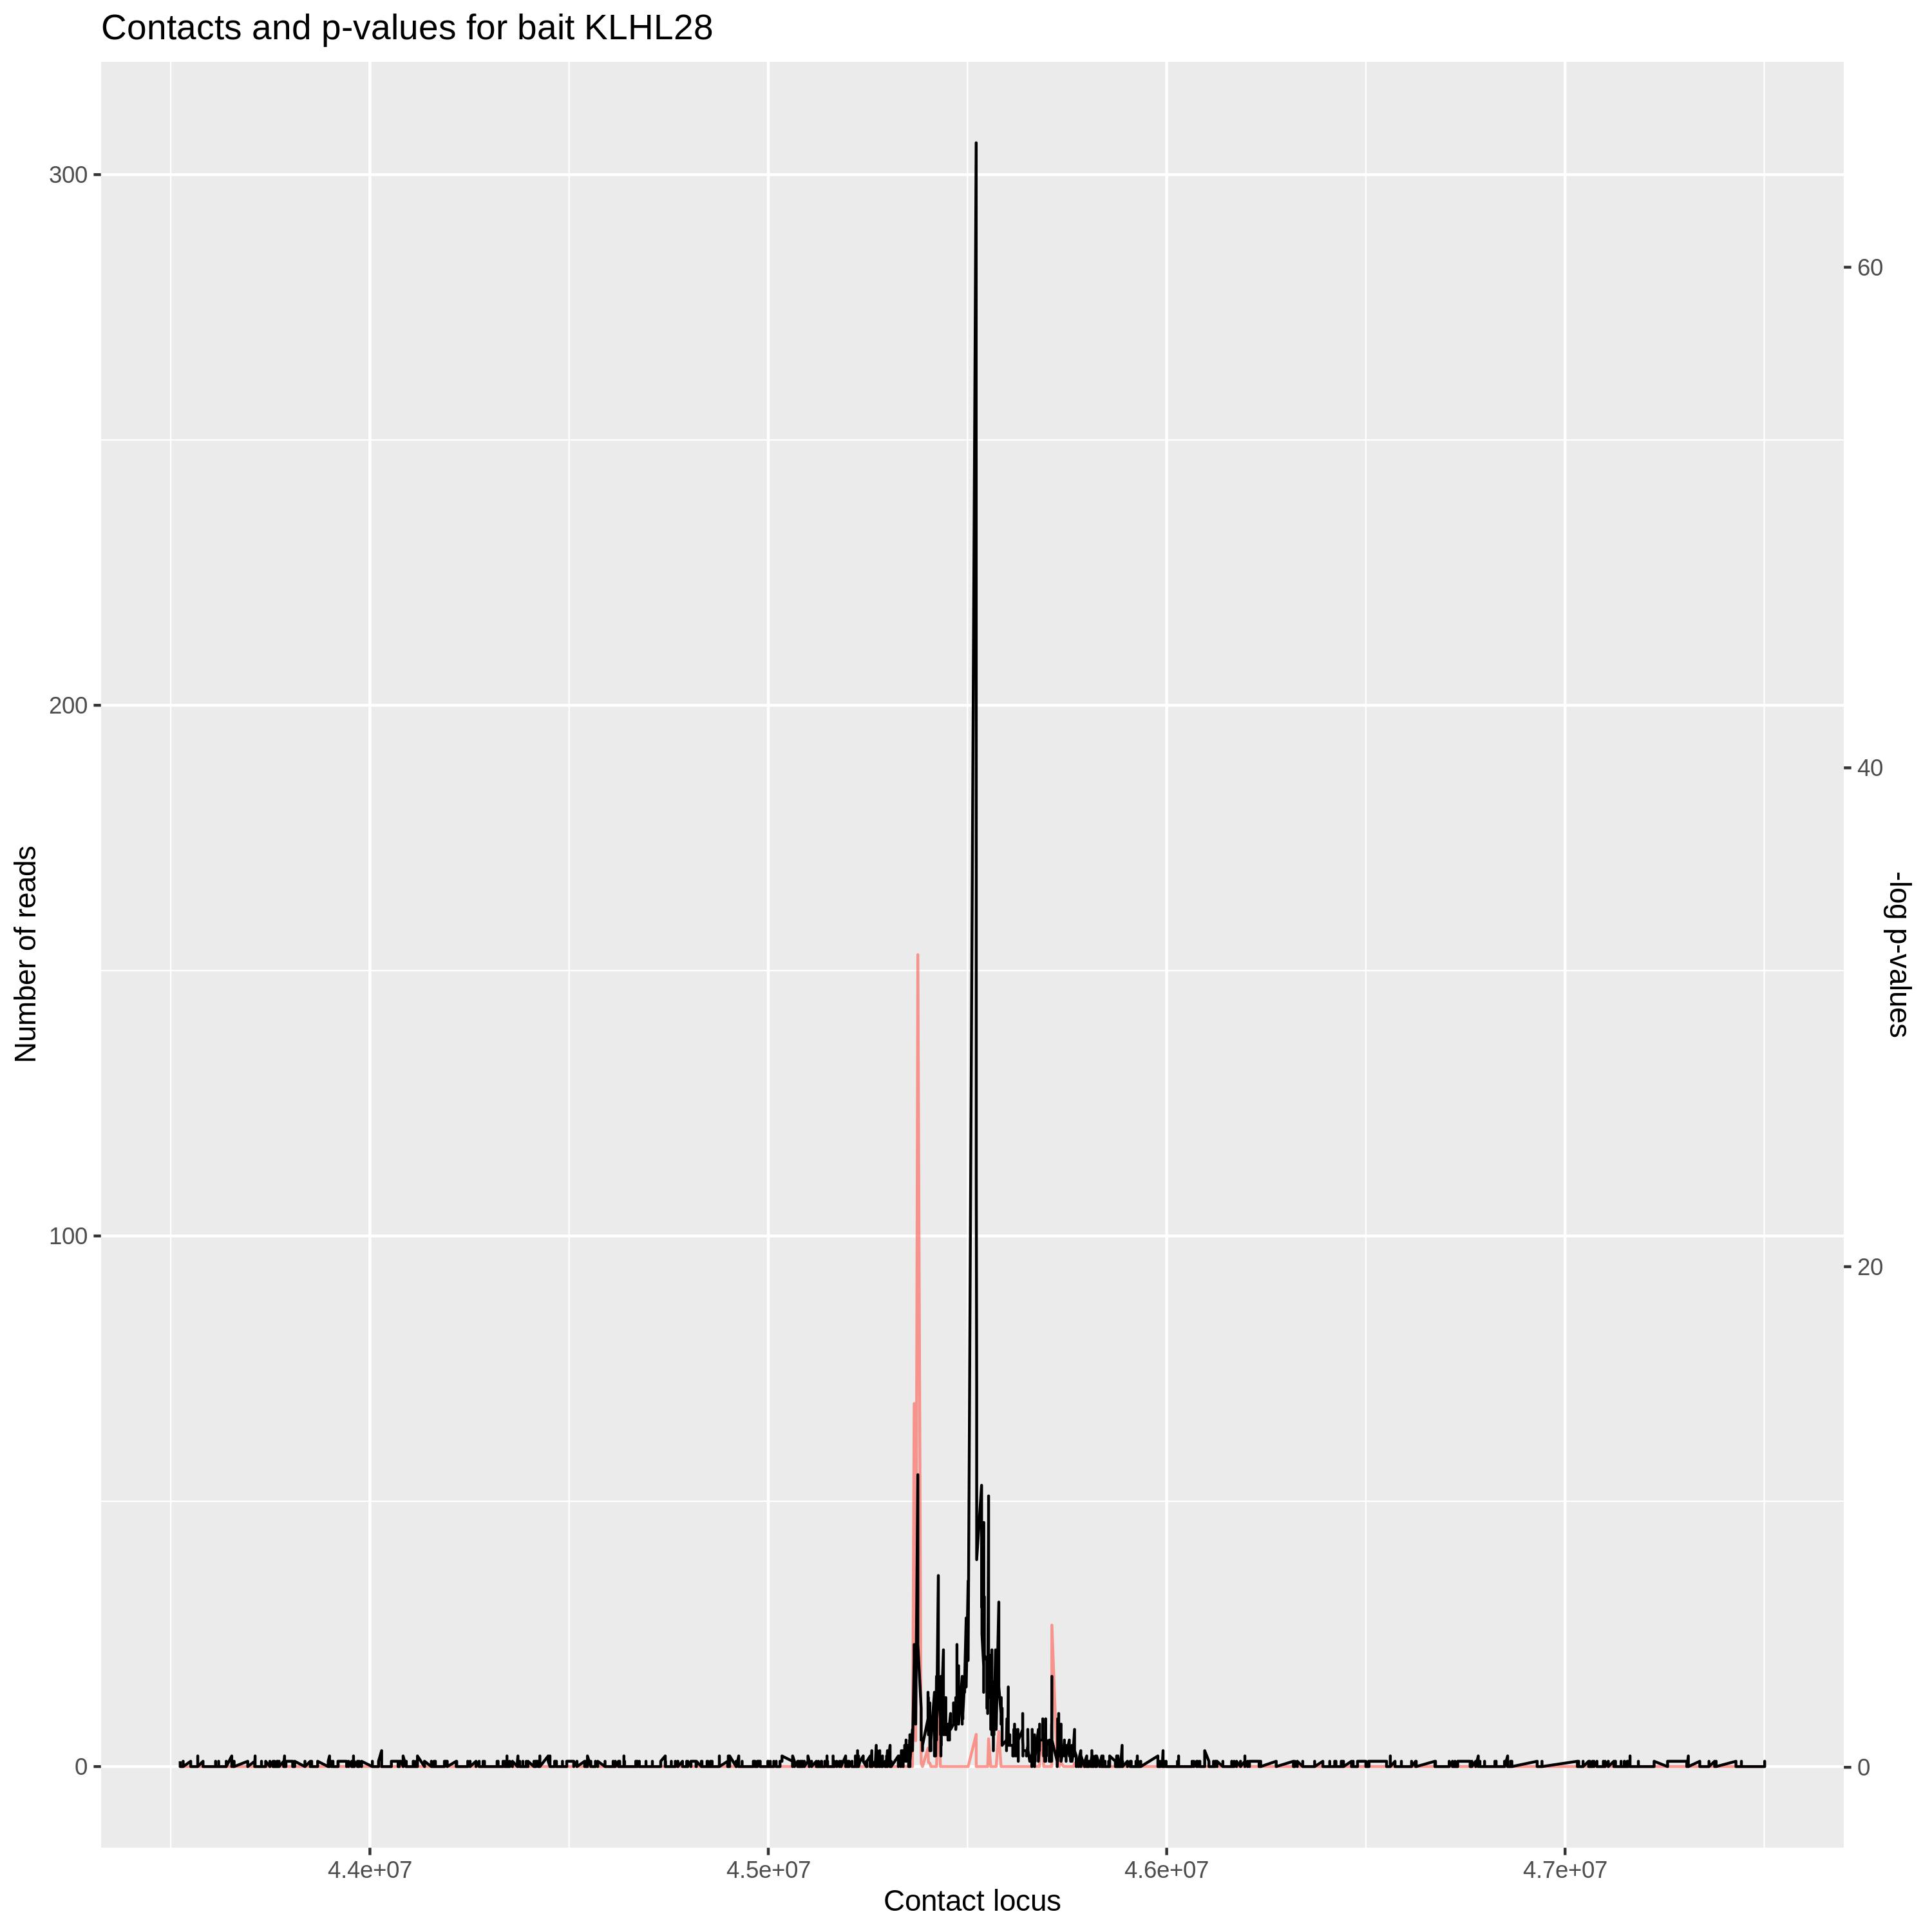 Contacts and p-values for bait KLHL28
300
200
100
0
Number of reads
60
40
20
0
-log p-values
4.4e+07
4.5e+07
4.6e+07
4.7e+07
Contact locus